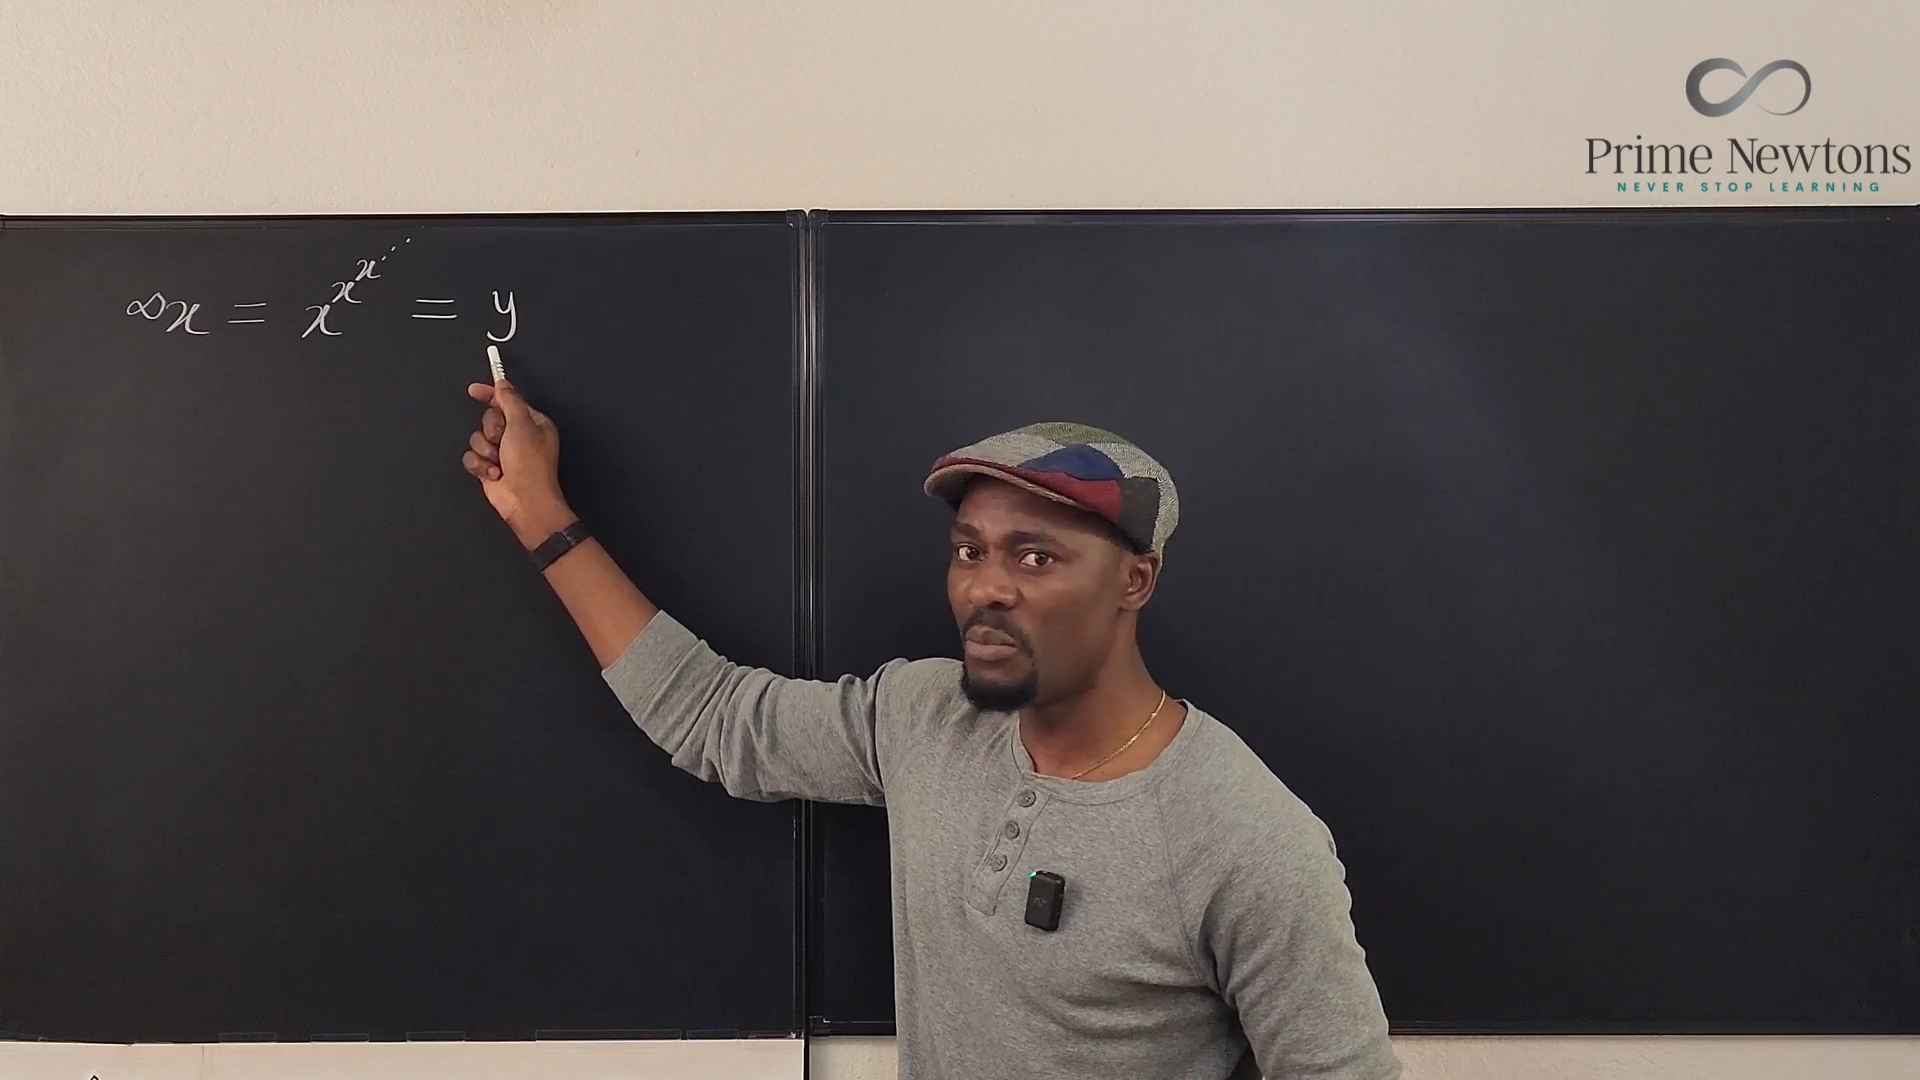 Prime Newtons
NEVER STOP LEARNING
∞x = x^x^x^⋰ = y